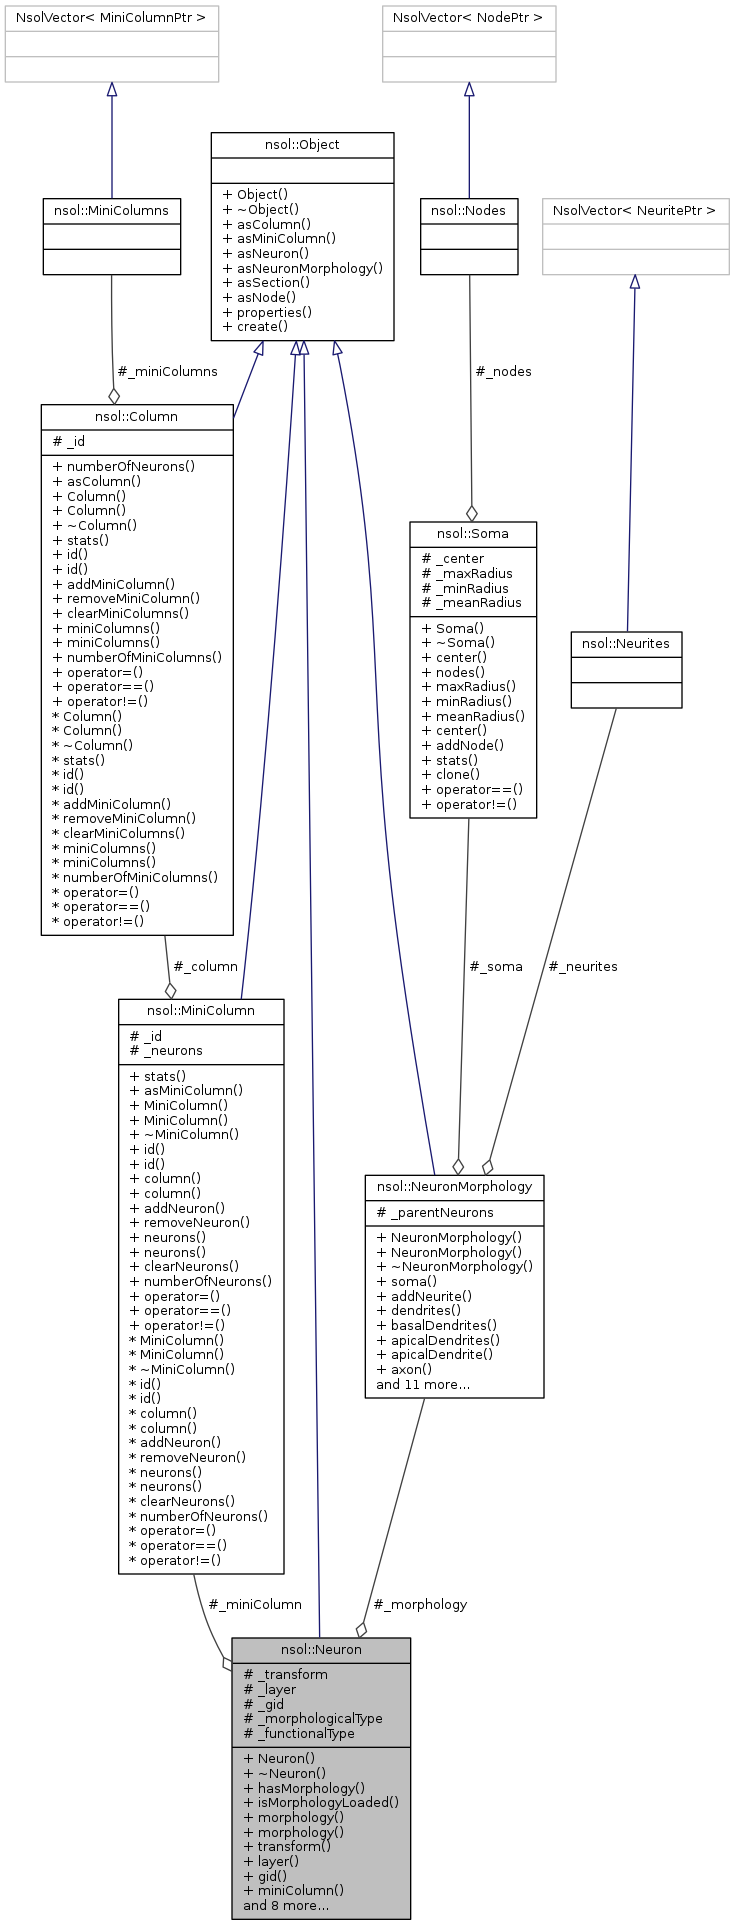 NsolVector< MiniColumnPtr >
NsolVector< NodePtr >
nsol::Object
+ Object()
+ ~Object()
+ asColumn()
+ asMiniColumn()
+ asNeuron()
+ asNeuronMorphology()
+ asSection()
+ asNode()
+ properties()
+ create()
nsol::MiniColumns
nsol::Nodes
NsolVector< NeuritePtr >
#_miniColumns
#_nodes
nsol::Column
# _id
+ numberOfNeurons()
+ asColumn()
+ Column()
+ Column()
+ ~Column()
+ stats()
+ id()
+ id()
+ addMiniColumn()
+ removeMiniColumn()
+ clearMiniColumns()
+ miniColumns()
+ miniColumns()
+ numberOfMiniColumns()
+ operator=()
+ operator==()
+ operator!=()
* Column()
* Column()
* ~Column()
* stats()
* id()
* id()
* addMiniColumn()
* removeMiniColumn()
* clearMiniColumns()
* miniColumns()
* miniColumns()
* numberOfMiniColumns()
* operator=()
* operator==()
* operator!=()
nsol::Soma
# _center
# _maxRadius
# _minRadius
# _meanRadius
+ Soma()
+ ~Soma()
+ center()
+ nodes()
+ maxRadius()
+ minRadius()
+ meanRadius()
+ center()
+ addNode()
+ stats()
+ clone()
+ operator==()
+ operator!=()
nsol::Neurites
#_column
#_soma
#_neurites
nsol::MiniColumn
# _id
# _neurons
+ stats()
+ asMiniColumn()
+ MiniColumn()
+ MiniColumn()
+ ~MiniColumn()
+ id()
+ id()
+ column()
+ column()
+ addNeuron()
+ removeNeuron()
+ neurons()
+ neurons()
+ clearNeurons()
+ numberOfNeurons()
+ operator=()
+ operator==()
+ operator!=()
* MiniColumn()
* MiniColumn()
* ~MiniColumn()
* id()
* id()
* column()
* column()
* addNeuron()
* removeNeuron()
* neurons()
* neurons()
* clearNeurons()
* numberOfNeurons()
* operator=()
* operator==()
* operator!=()
nsol::NeuronMorphology
# _parentNeurons
+ NeuronMorphology()
+ NeuronMorphology()
+ ~NeuronMorphology()
+ soma()
+ addNeurite()
+ dendrites()
+ basalDendrites()
+ apicalDendrites()
+ apicalDendrite()
+ axon()
and 11 more...
#_miniColumn
#_morphology
nsol::Neuron
# _transform
# _layer
# _gid
# _morphologicalType
# _functionalType
+ Neuron()
+ ~Neuron()
+ hasMorphology()
+ isMorphologyLoaded()
+ morphology()
+ morphology()
+ transform()
+ layer()
+ gid()
+ miniColumn()
and 8 more...